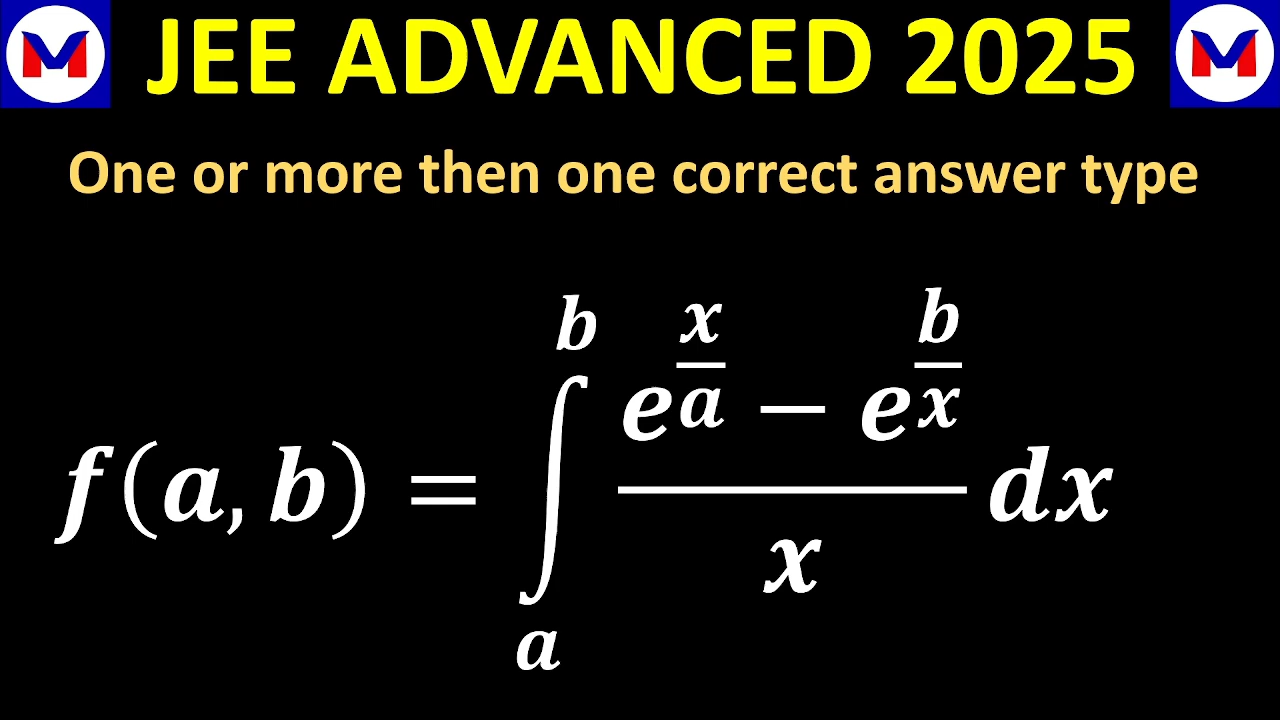 JEE ADVANCED 2025
One or more then one correct answer type
f(a, b) = ∫_a^b (e^{x/a} − e^{b/x})/x dx